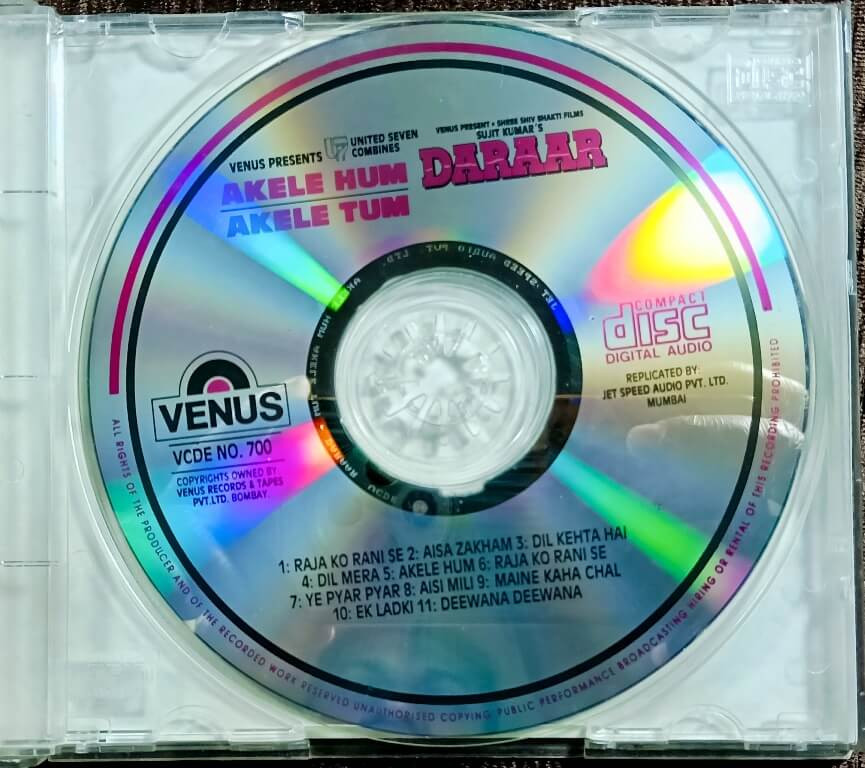 VENUS PRESENTS U7 UNITED SEVEN COMBINES
AKELE HUM
AKELE TUM
VENUS PRESENT • SHREE SHIV BHAKTI FILMS
SUJIT KUMAR'S
DARAAR
COMPACT
disc
DIGITAL AUDIO
REPLICATED BY:
JET SPEED AUDIO PVT. LTD.
MUMBAI
VENUS
VCDE NO. 700
COPYRIGHTS OWNED BY
VENUS RECORDS & TAPES
PVT.LTD. BOMBAY.
1: RAJA KO RANI SE 2: AISA ZAKHAM 3: DIL KEHTA HAI
4: DIL MERA 5: AKELE HUM 6: RAJA KO RANI SE
7: YE PYAR PYAR 8: AISI MILI 9: MAINE KAHA CHAL
10: EK LADKI 11: DEEWANA DEEWANA
ALL RIGHTS OF THE PRODUCER AND OF THE RECORDED WORK RESERVED UNAUTHORISED COPYING PUBLIC PERFORMANCE BROADCASTING HIRING OR RENTAL OF THIS RECORDING PROHIBITED